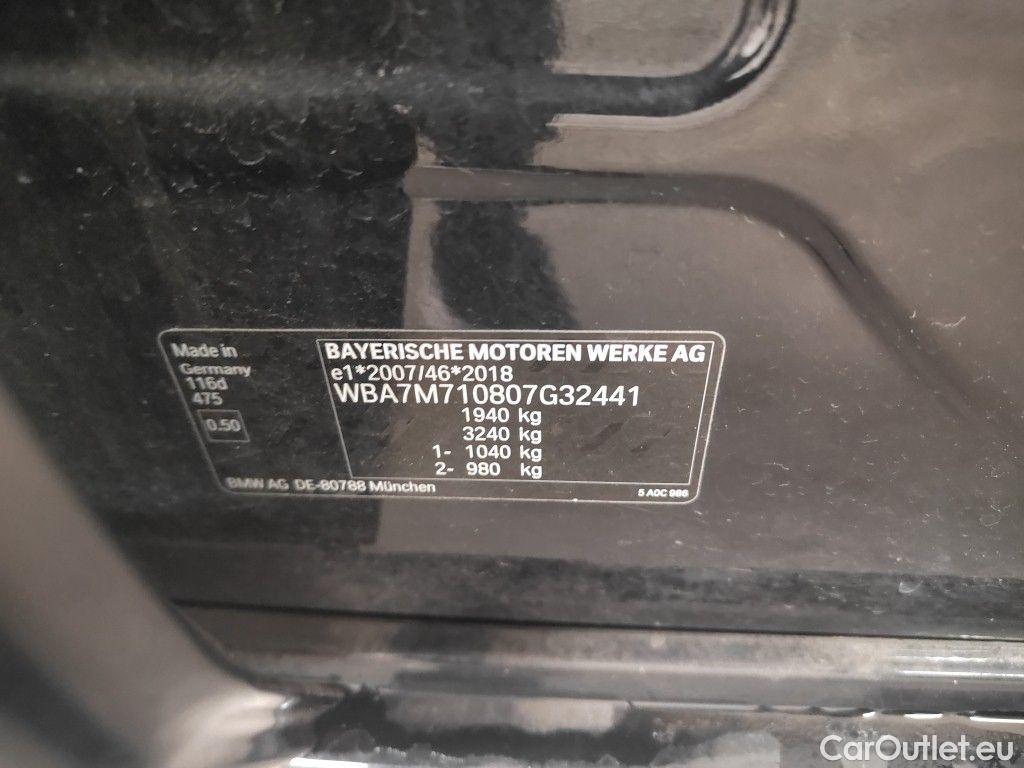 Made in
Germany
116d
475
0.50
BAYERISCHE MOTOREN WERKE AG
e1*2007/46*2018
WBA7M710807G32441
1940 kg
3240 kg
1- 1040 kg
2- 980 kg
BMW AG DE-80788 München
5 A0C 986
CarOutlet.eu